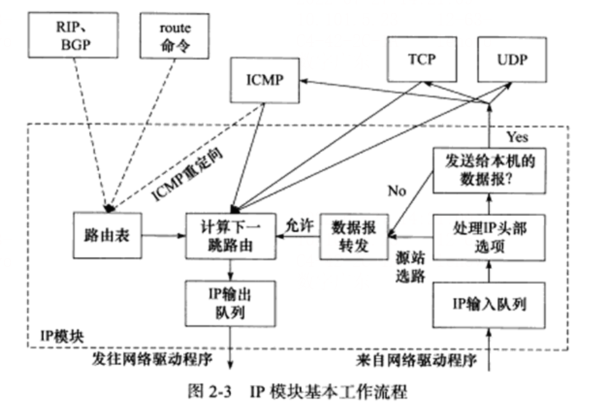 RIP、
BGP
route
命令
ICMP
TCP
UDP
ICMP重定向
Yes
发送给本机的
数据报?
No
路由表
计算下一
跳路由
允许
数据报
转发
源站
选路
处理IP头部
选项
IP输出
队列
IP输入队列
IP模块
发往网络驱动程序
来自网络驱动程序
图 2-3 IP 模块基本工作流程